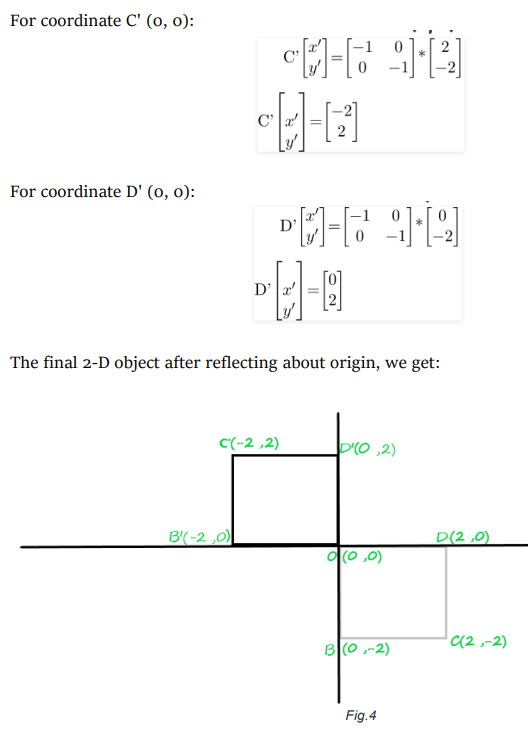 For coordinate C' (0, 0):
C' [x' y'] = [−1 0 0 −1] * [2 −2]
C' [x' y'] = [−2 2]
For coordinate D' (0, 0):
D' [x' y'] = [−1 0 0 −1] * [0 −2]
D' [x' y'] = [0 2]
The final 2-D object after reflecting about origin, we get:
C'(-2 ,2)
D'(0 ,2)
B'(-2 ,0)
D(2 ,0)
O (0 ,0)
B (0 ,-2)
C(2 ,-2)
Fig.4